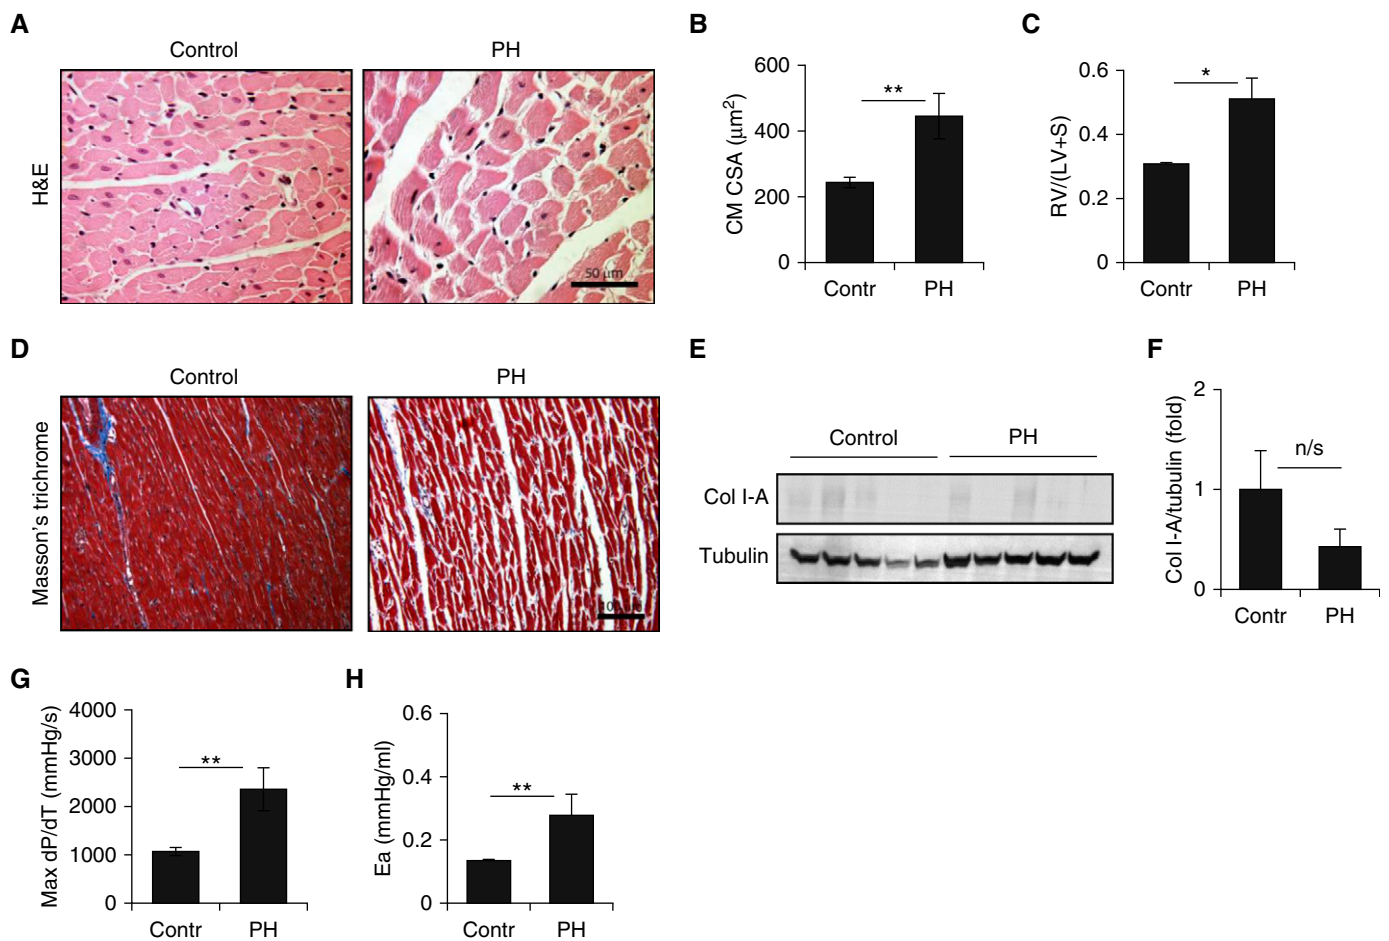 A
Control
PH
H&E
50 µm
B
CM CSA (µm²)
600
400
200
0
**
Contr
PH
C
RV/(LV+S)
0.6
0.4
0.2
0
*
Contr
PH
D
Control
PH
Masson's trichrome
100 µm
E
Control
PH
Col I-A
Tubulin
F
Col I-A/tubulin (fold)
2
1
0
n/s
Contr
PH
G
Max dP/dT (mmHg/s)
4000
3000
2000
1000
0
**
Contr
PH
H
Ea (mmHg/ml)
0.6
0.4
0.2
0
**
Contr
PH